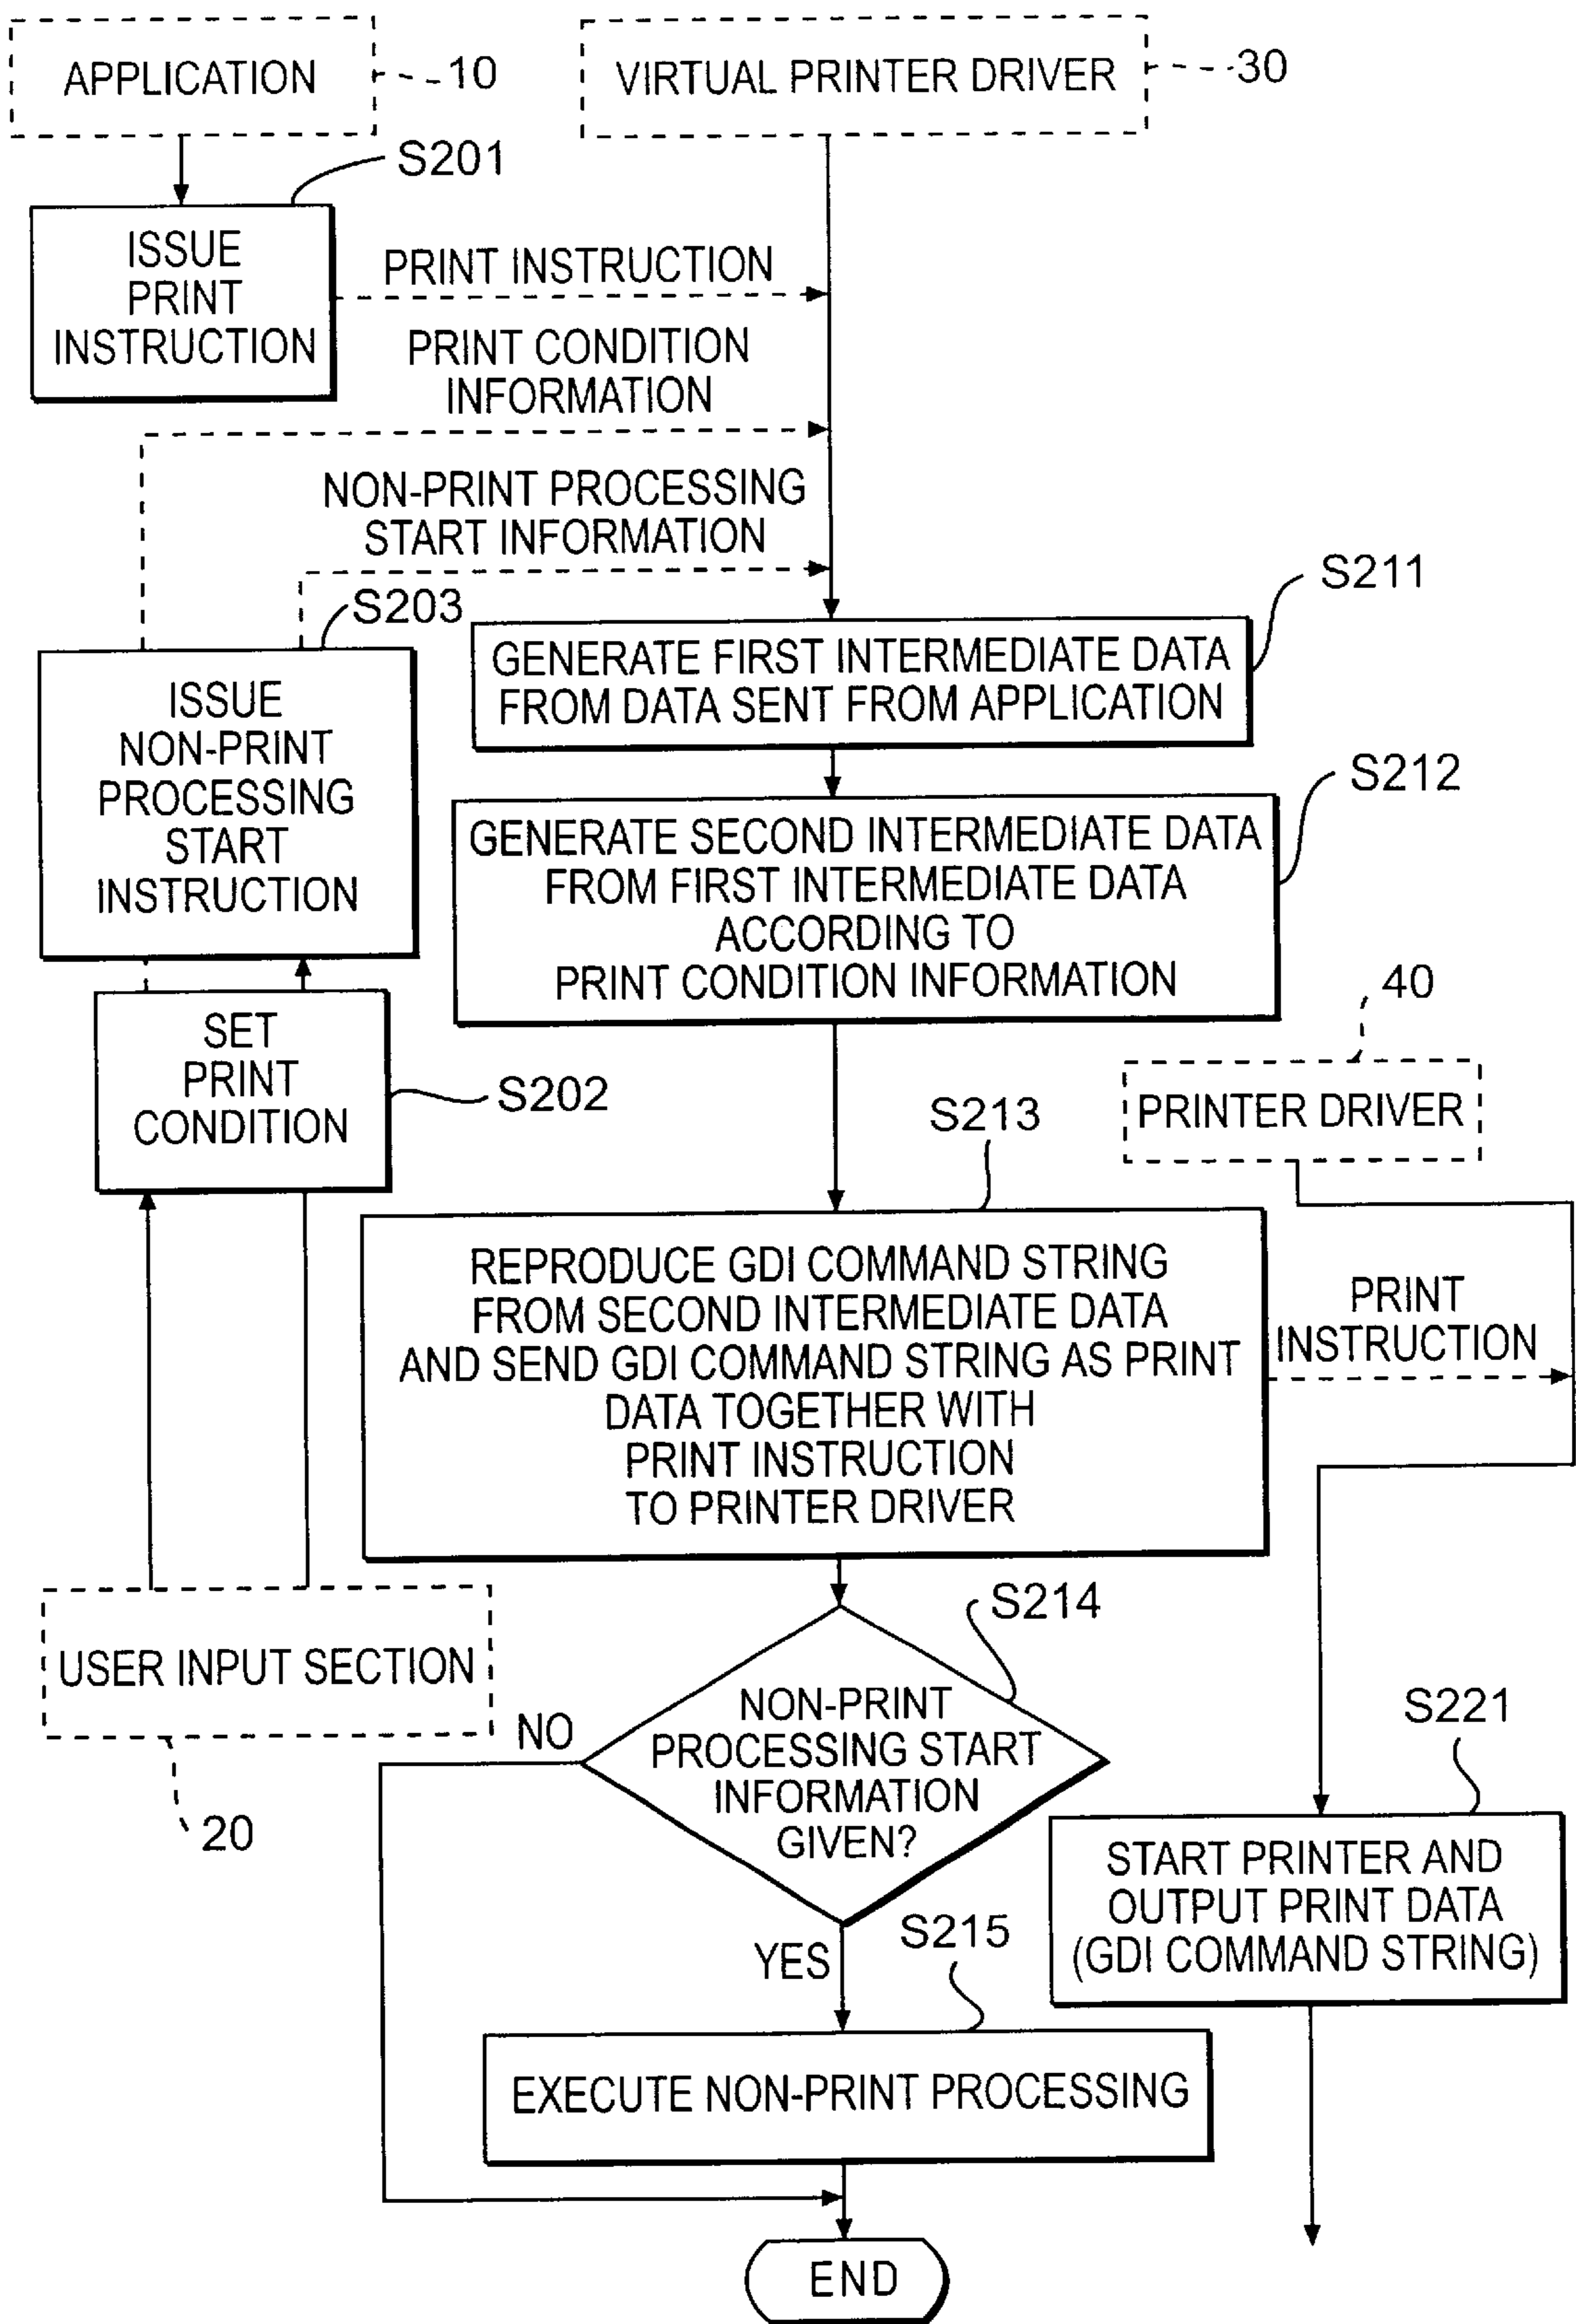 APPLICATION
10
VIRTUAL PRINTER DRIVER
30
S201
ISSUE
PRINT
INSTRUCTION
PRINT INSTRUCTION
PRINT CONDITION
INFORMATION
NON-PRINT PROCESSING
START INFORMATION
S211
S203
GENERATE FIRST INTERMEDIATE DATA
FROM DATA SENT FROM APPLICATION
ISSUE
NON-PRINT
PROCESSING
START
INSTRUCTION
S212
GENERATE SECOND INTERMEDIATE DATA
FROM FIRST INTERMEDIATE DATA
ACCORDING TO
PRINT CONDITION INFORMATION
SET
PRINT
CONDITION
S202
40
PRINTER DRIVER
S213
REPRODUCE GDI COMMAND STRING
FROM SECOND INTERMEDIATE DATA
AND SEND GDI COMMAND STRING AS PRINT
DATA TOGETHER WITH
PRINT INSTRUCTION
TO PRINTER DRIVER
PRINT
INSTRUCTION
USER INPUT SECTION
20
S214
NON-PRINT
PROCESSING START
INFORMATION
GIVEN?
NO
YES
S221
START PRINTER AND
OUTPUT PRINT DATA
(GDI COMMAND STRING)
S215
EXECUTE NON-PRINT PROCESSING
END